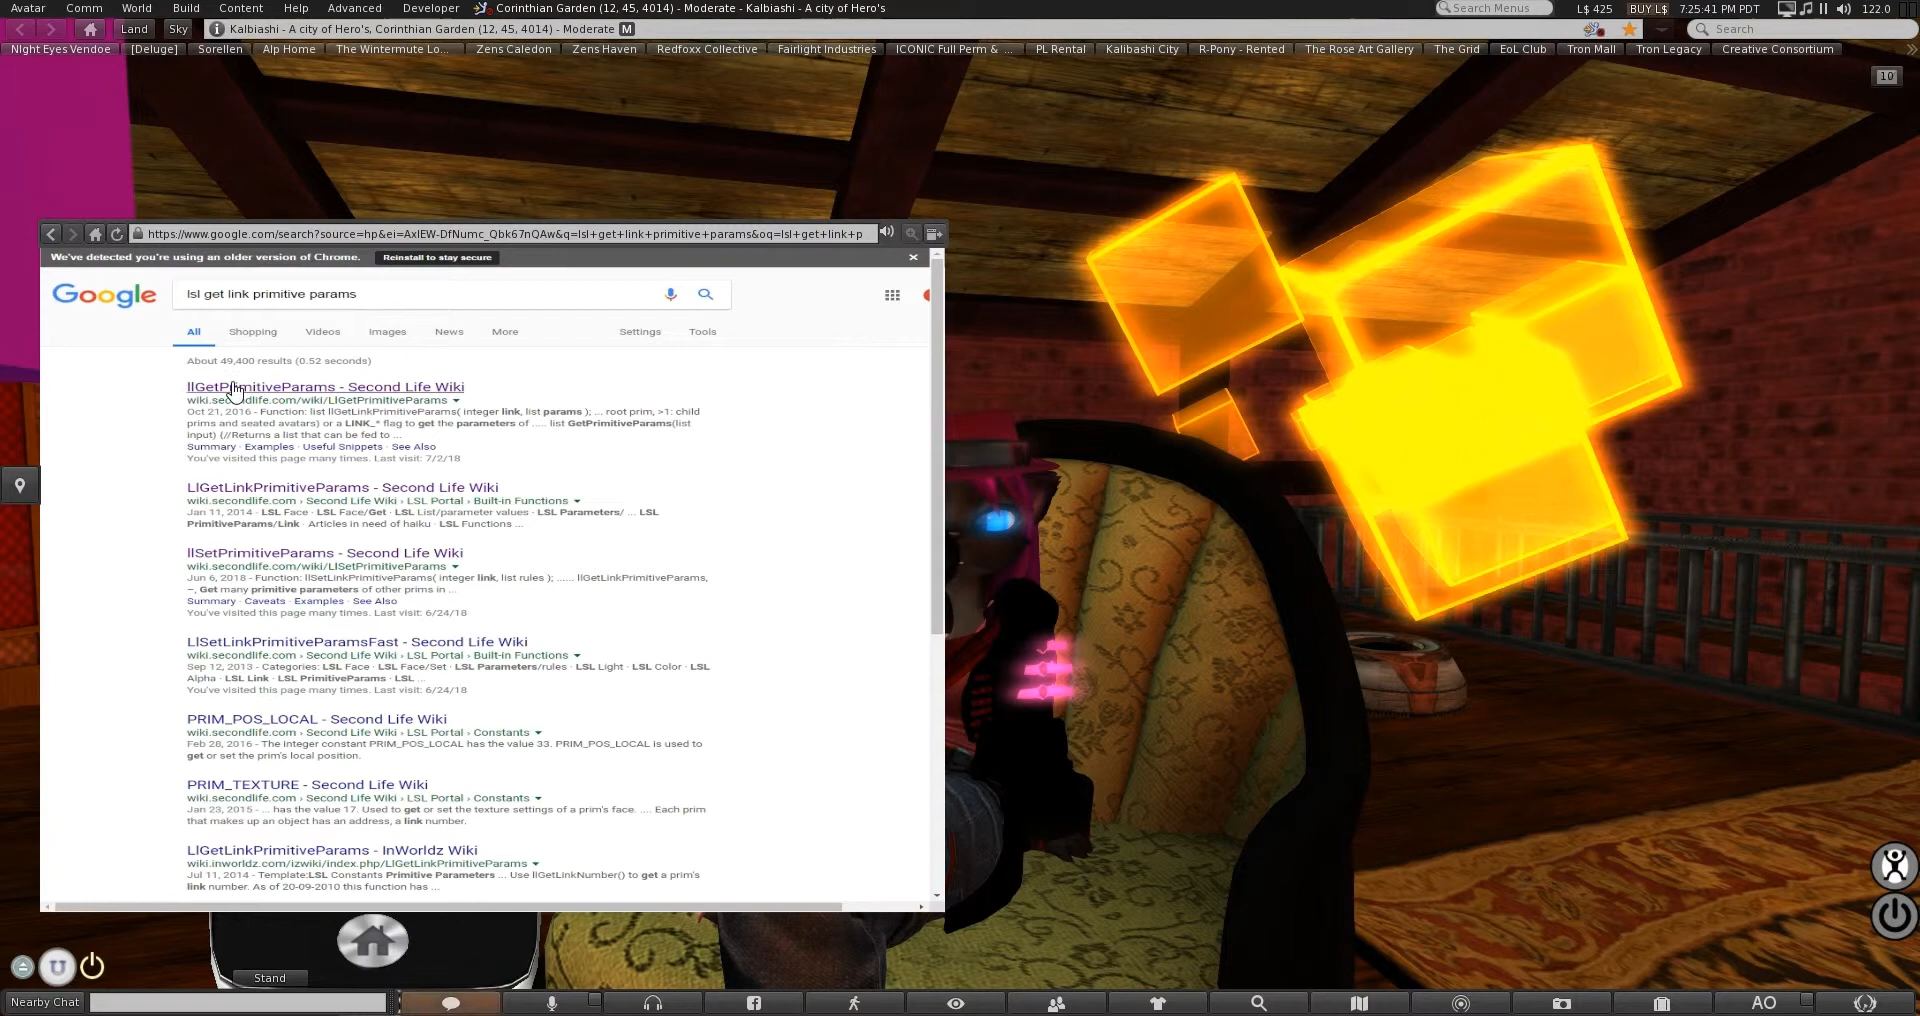 Avatar Comm World Build Content Help Advanced Developer Corinthian Garden (12, 45, 4014) - Moderate - Kalbiashi - A city of Hero's Search Menus L$ 425 BUY L$ 7:25:41 PM PDT 122.0
Land Sky Kalbiashi - A city of Hero's, Corinthian Garden (12, 45, 4014) - Moderate M Search
Night Eyes Vendoe [Deluge] Sorellen Alp Home The Wintermute Lo... Zens Caledon Zens Haven Redfoxx Collective Fairlight Industries ICONIC Full Perm & ... PL Rental Kalibashi City R-Pony - Rented The Rose Art Gallery The Grid EoL Club Tron Mall Tron Legacy Creative Consortium
10
https://www.google.com/search?source=hp&ei=AxlEW-DfNumc_Qbk67nQAw&q=lsl+get+link+primitive+params&oq=lsl+get+link+p
We've detected you're using an older version of Chrome. Reinstall to stay secure
Google lsl get link primitive params
All Shopping Videos Images News More Settings Tools
About 49,400 results (0.52 seconds)
llGetPrimitiveParams - Second Life Wiki
wiki.secondlife.com/wiki/LlGetPrimitiveParams
Oct 21, 2016 - Function: list llGetLinkPrimitiveParams( integer link, list params ); ... root prim, >1: child
prims and seated avatars) or a LINK_* flag to get the parameters of ..... list GetPrimitiveParams(list
input) {//Returns a list that can be fed to ...
Summary · Examples · Useful Snippets · See Also
You've visited this page many times. Last visit: 7/2/18
LlGetLinkPrimitiveParams - Second Life Wiki
wiki.secondlife.com › Second Life Wiki › LSL Portal › Built-in Functions
Jan 11, 2014 - LSL Face · LSL Face/Get · LSL List/parameter values · LSL Parameters/ ... LSL
PrimitiveParams/Link · Articles in need of haiku · LSL Functions ...
llSetPrimitiveParams - Second Life Wiki
wiki.secondlife.com/wiki/LlSetPrimitiveParams
Jun 6, 2018 - Function: llSetLinkPrimitiveParams( integer link, list rules ); ...... llGetLinkPrimitiveParams,
–, Get many primitive parameters of other prims in ...
Summary · Caveats · Examples · See Also
You've visited this page many times. Last visit: 6/24/18
LlSetLinkPrimitiveParamsFast - Second Life Wiki
wiki.secondlife.com › Second Life Wiki › LSL Portal › Built-in Functions
Sep 12, 2013 - Categories: LSL Face · LSL Face/Set · LSL Parameters/rules · LSL Light · LSL Color · LSL
Alpha · LSL Link · LSL PrimitiveParams · LSL ...
You've visited this page many times. Last visit: 6/24/18
PRIM_POS_LOCAL - Second Life Wiki
wiki.secondlife.com › Second Life Wiki › LSL Portal › Constants
Feb 28, 2016 - The integer constant PRIM_POS_LOCAL has the value 33. PRIM_POS_LOCAL is used to
get or set the prim's local position.
PRIM_TEXTURE - Second Life Wiki
wiki.secondlife.com › Second Life Wiki › LSL Portal › Constants
Jan 23, 2015 - ... has the value 17. Used to get or set the texture settings of a prim's face. .... Each prim
that makes up an object has an address, a link number.
LlGetLinkPrimitiveParams - InWorldz Wiki
wiki.inworldz.com/izwiki/index.php/LlGetLinkPrimitiveParams
Jul 11, 2014 - Template:LSL Constants Primitive Parameters ... Use llGetLinkNumber() to get a prim's
link number. As of 20-09-2010 this function has ...
Stand
Nearby Chat AO